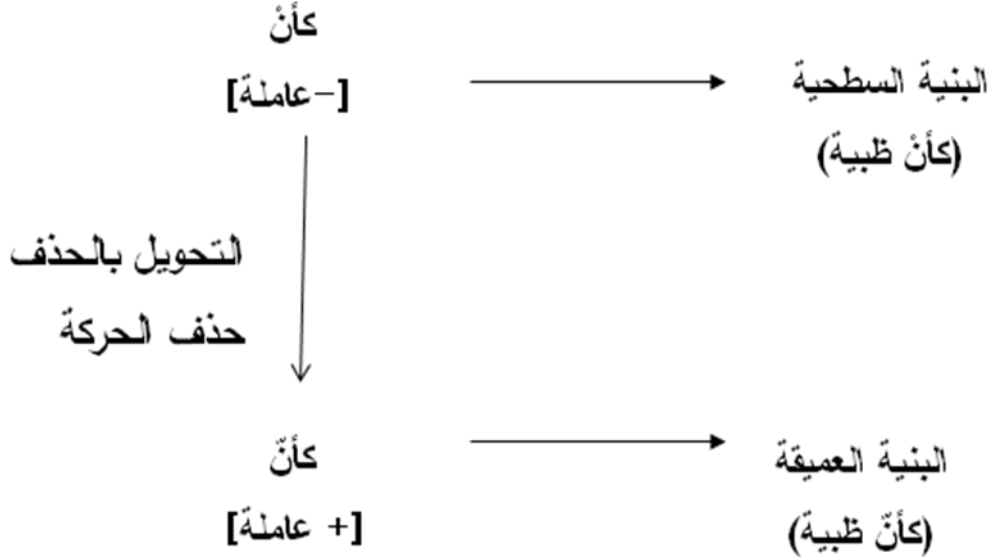 كأنْ
[-عاملة]
البنية السطحية
(كأنْ ظبية)
التحويل بالحذف
حذف الحركة
كأنّ
[+ عاملة]
البنية العميقة
(كأنّ ظبية)